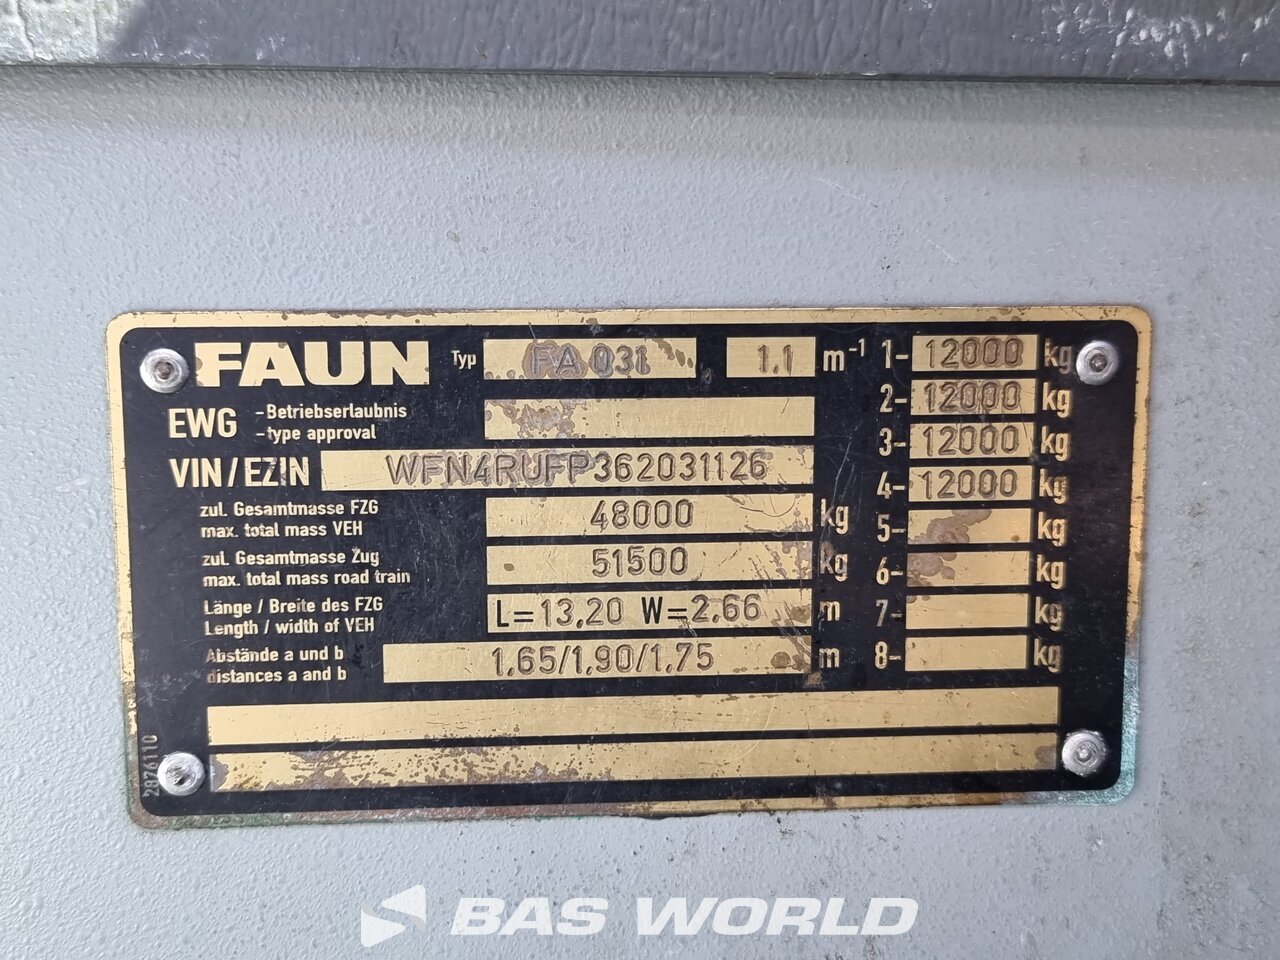 FAUN Typ FA 031 1.1 m⁻¹ 1- 12000 kg
2- 12000 kg
EWG -Betriebserlaubnis
-type approval
3- 12000 kg
VIN/EZIN WFN4RUFP362031126
4- 12000 kg
zul. Gesamtmasse FZG
max. total mass VEH
48000 kg
5- kg
zul. Gesamtmasse Zug
max. total mass road train
51500 kg
6- kg
Länge / Breite des FZG
Length / width of VEH
L=13,20 W=2,66 m
7- kg
Abstände a und b
distances a and b
1,65/1,90/1,75 m
8- kg
2876110
BAS WORLD